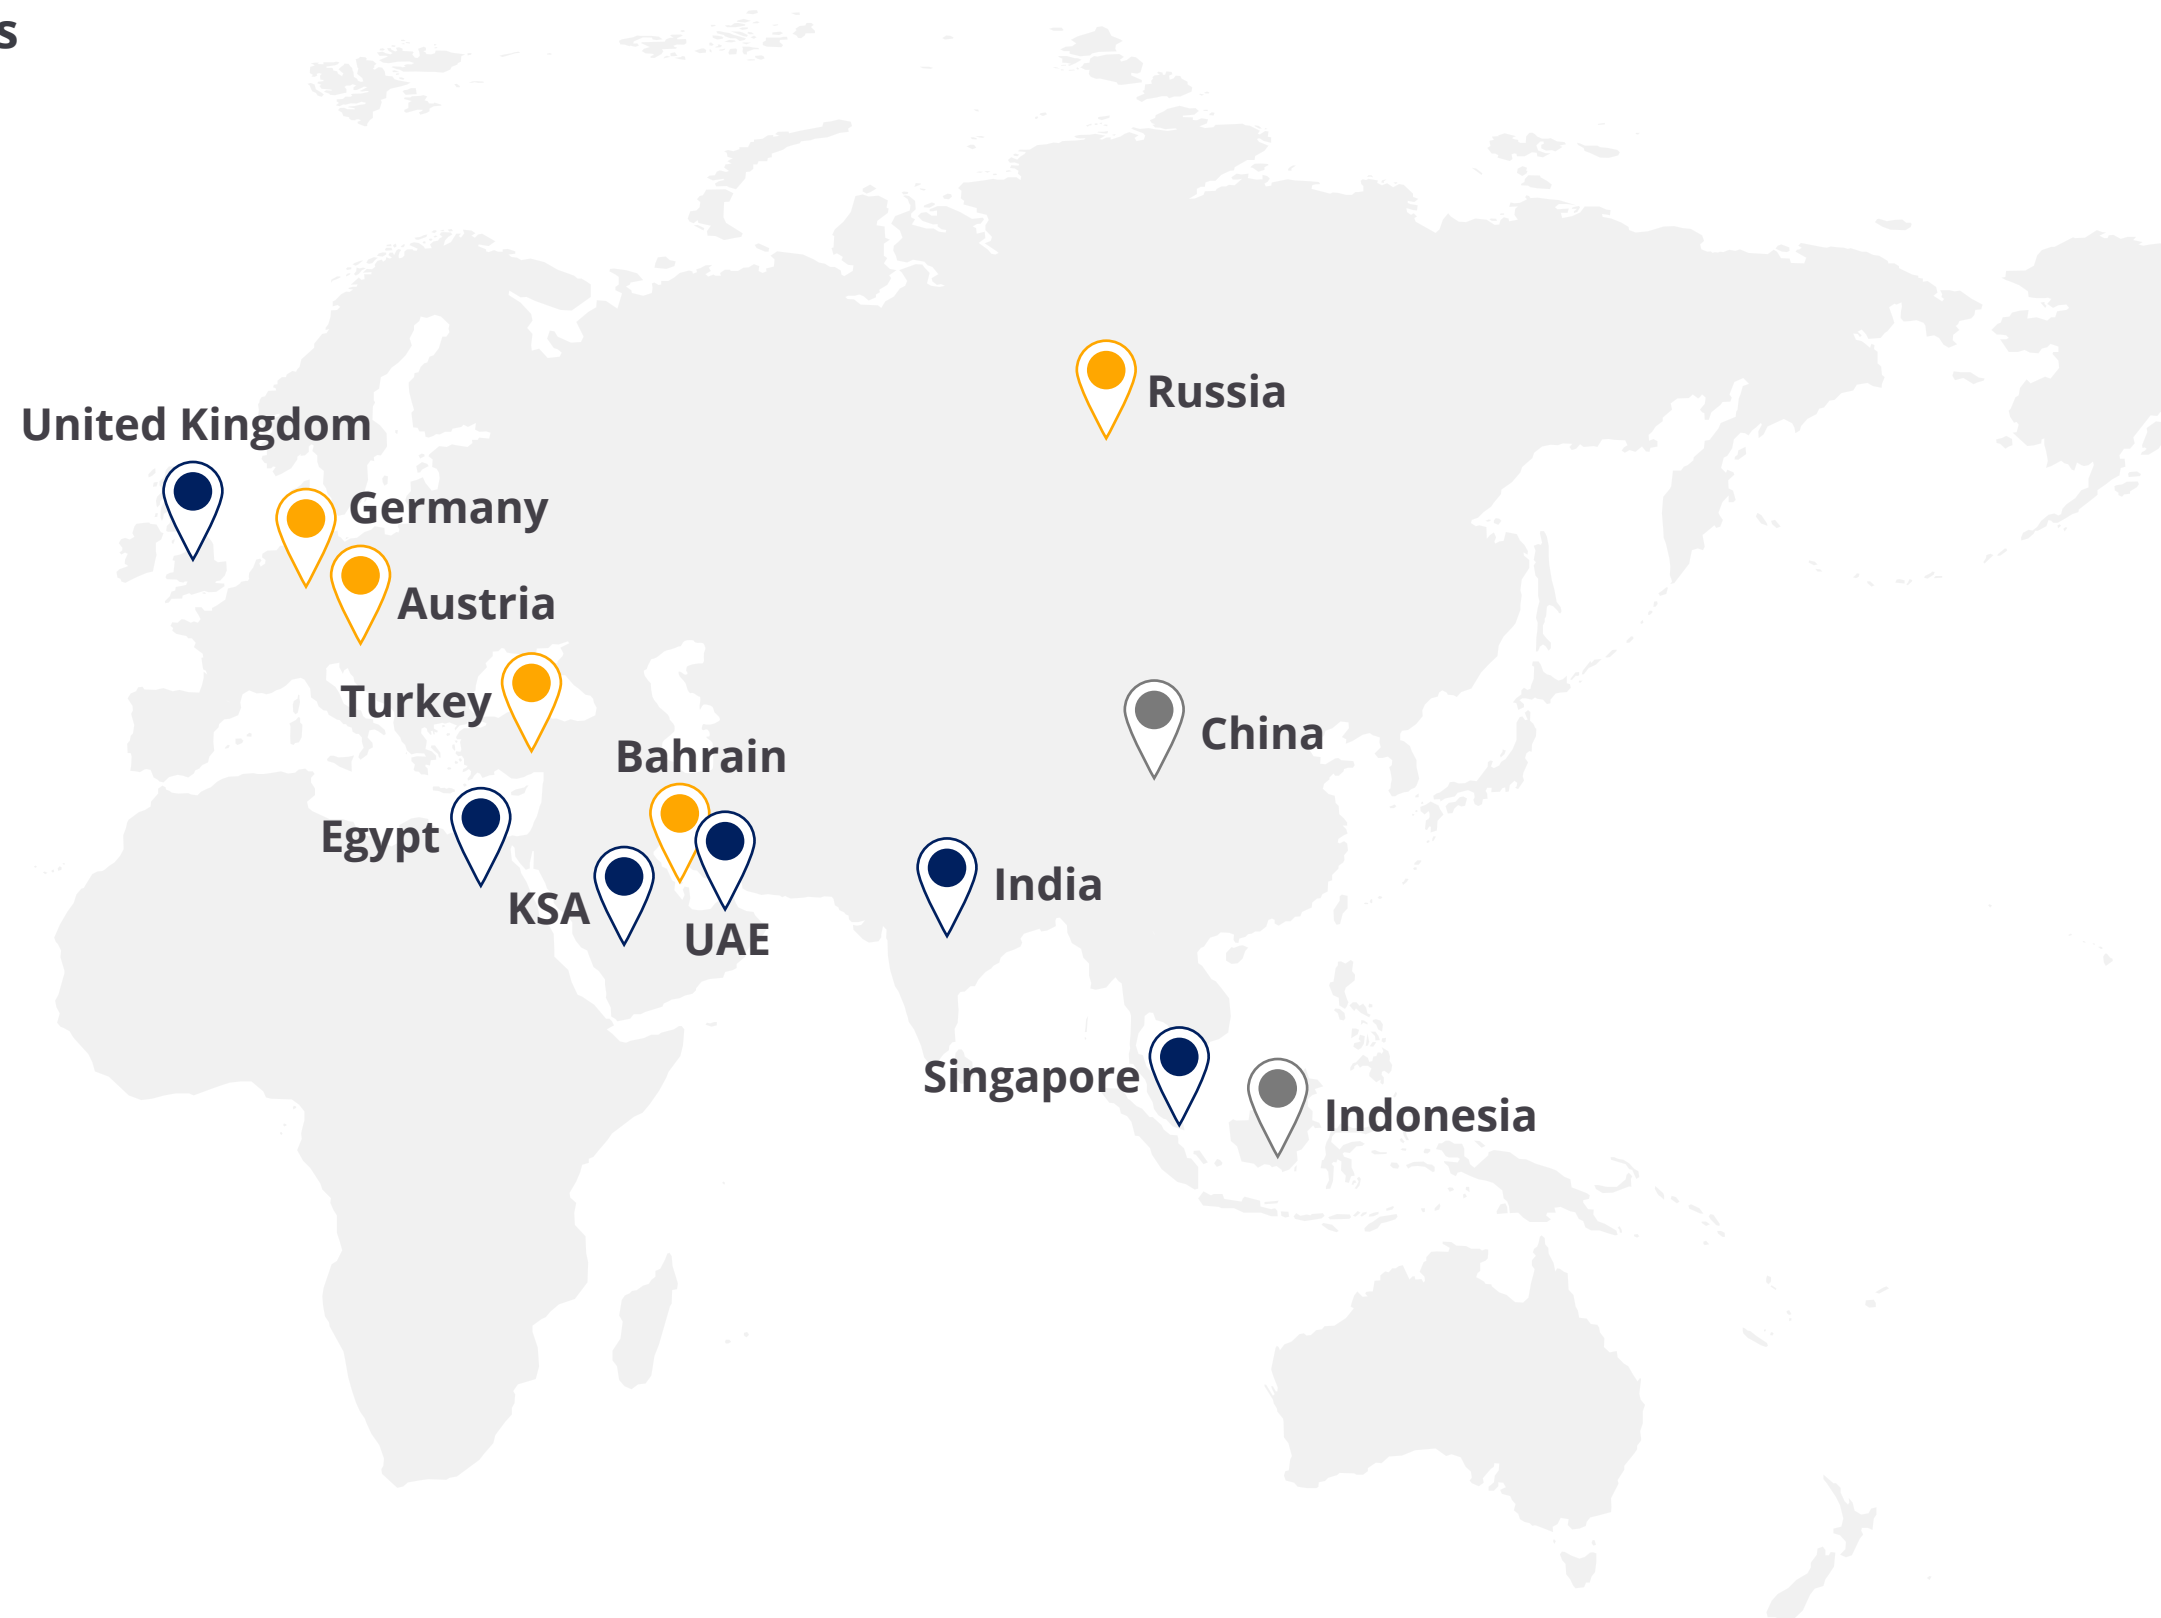 s
Russia
United Kingdom
Germany
Austria
Turkey
China
Bahrain
Egypt
India
KSA
UAE
Singapore
Indonesia